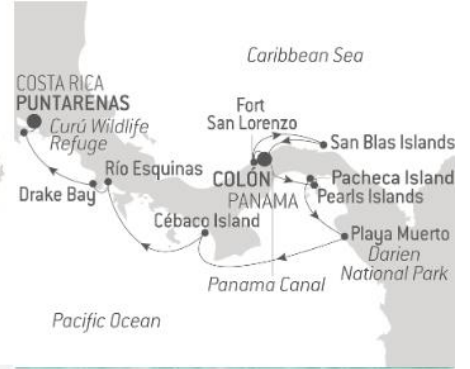 Caribbean Sea
COSTA RICA
PUNTARENAS
Curú Wildlife
Refuge
Fort
San Lorenzo
San Blas Islands
Río Esquinas
COLÓN
Pacheca Island
Drake Bay
PANAMA
Pearls Islands
Cébaco Island
Playa Muerto
Darien
National Park
Panama Canal
Pacific Ocean